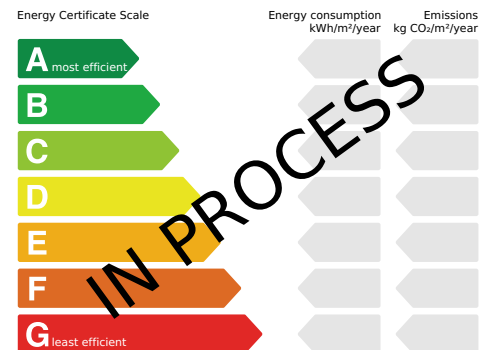 Energy Certificate Scale
Energy consumption
kWh/m²/year
Emissions
kg CO₂/m²/year
A most efficient
B
C
D
E
F
G least efficient
IN PROCESS